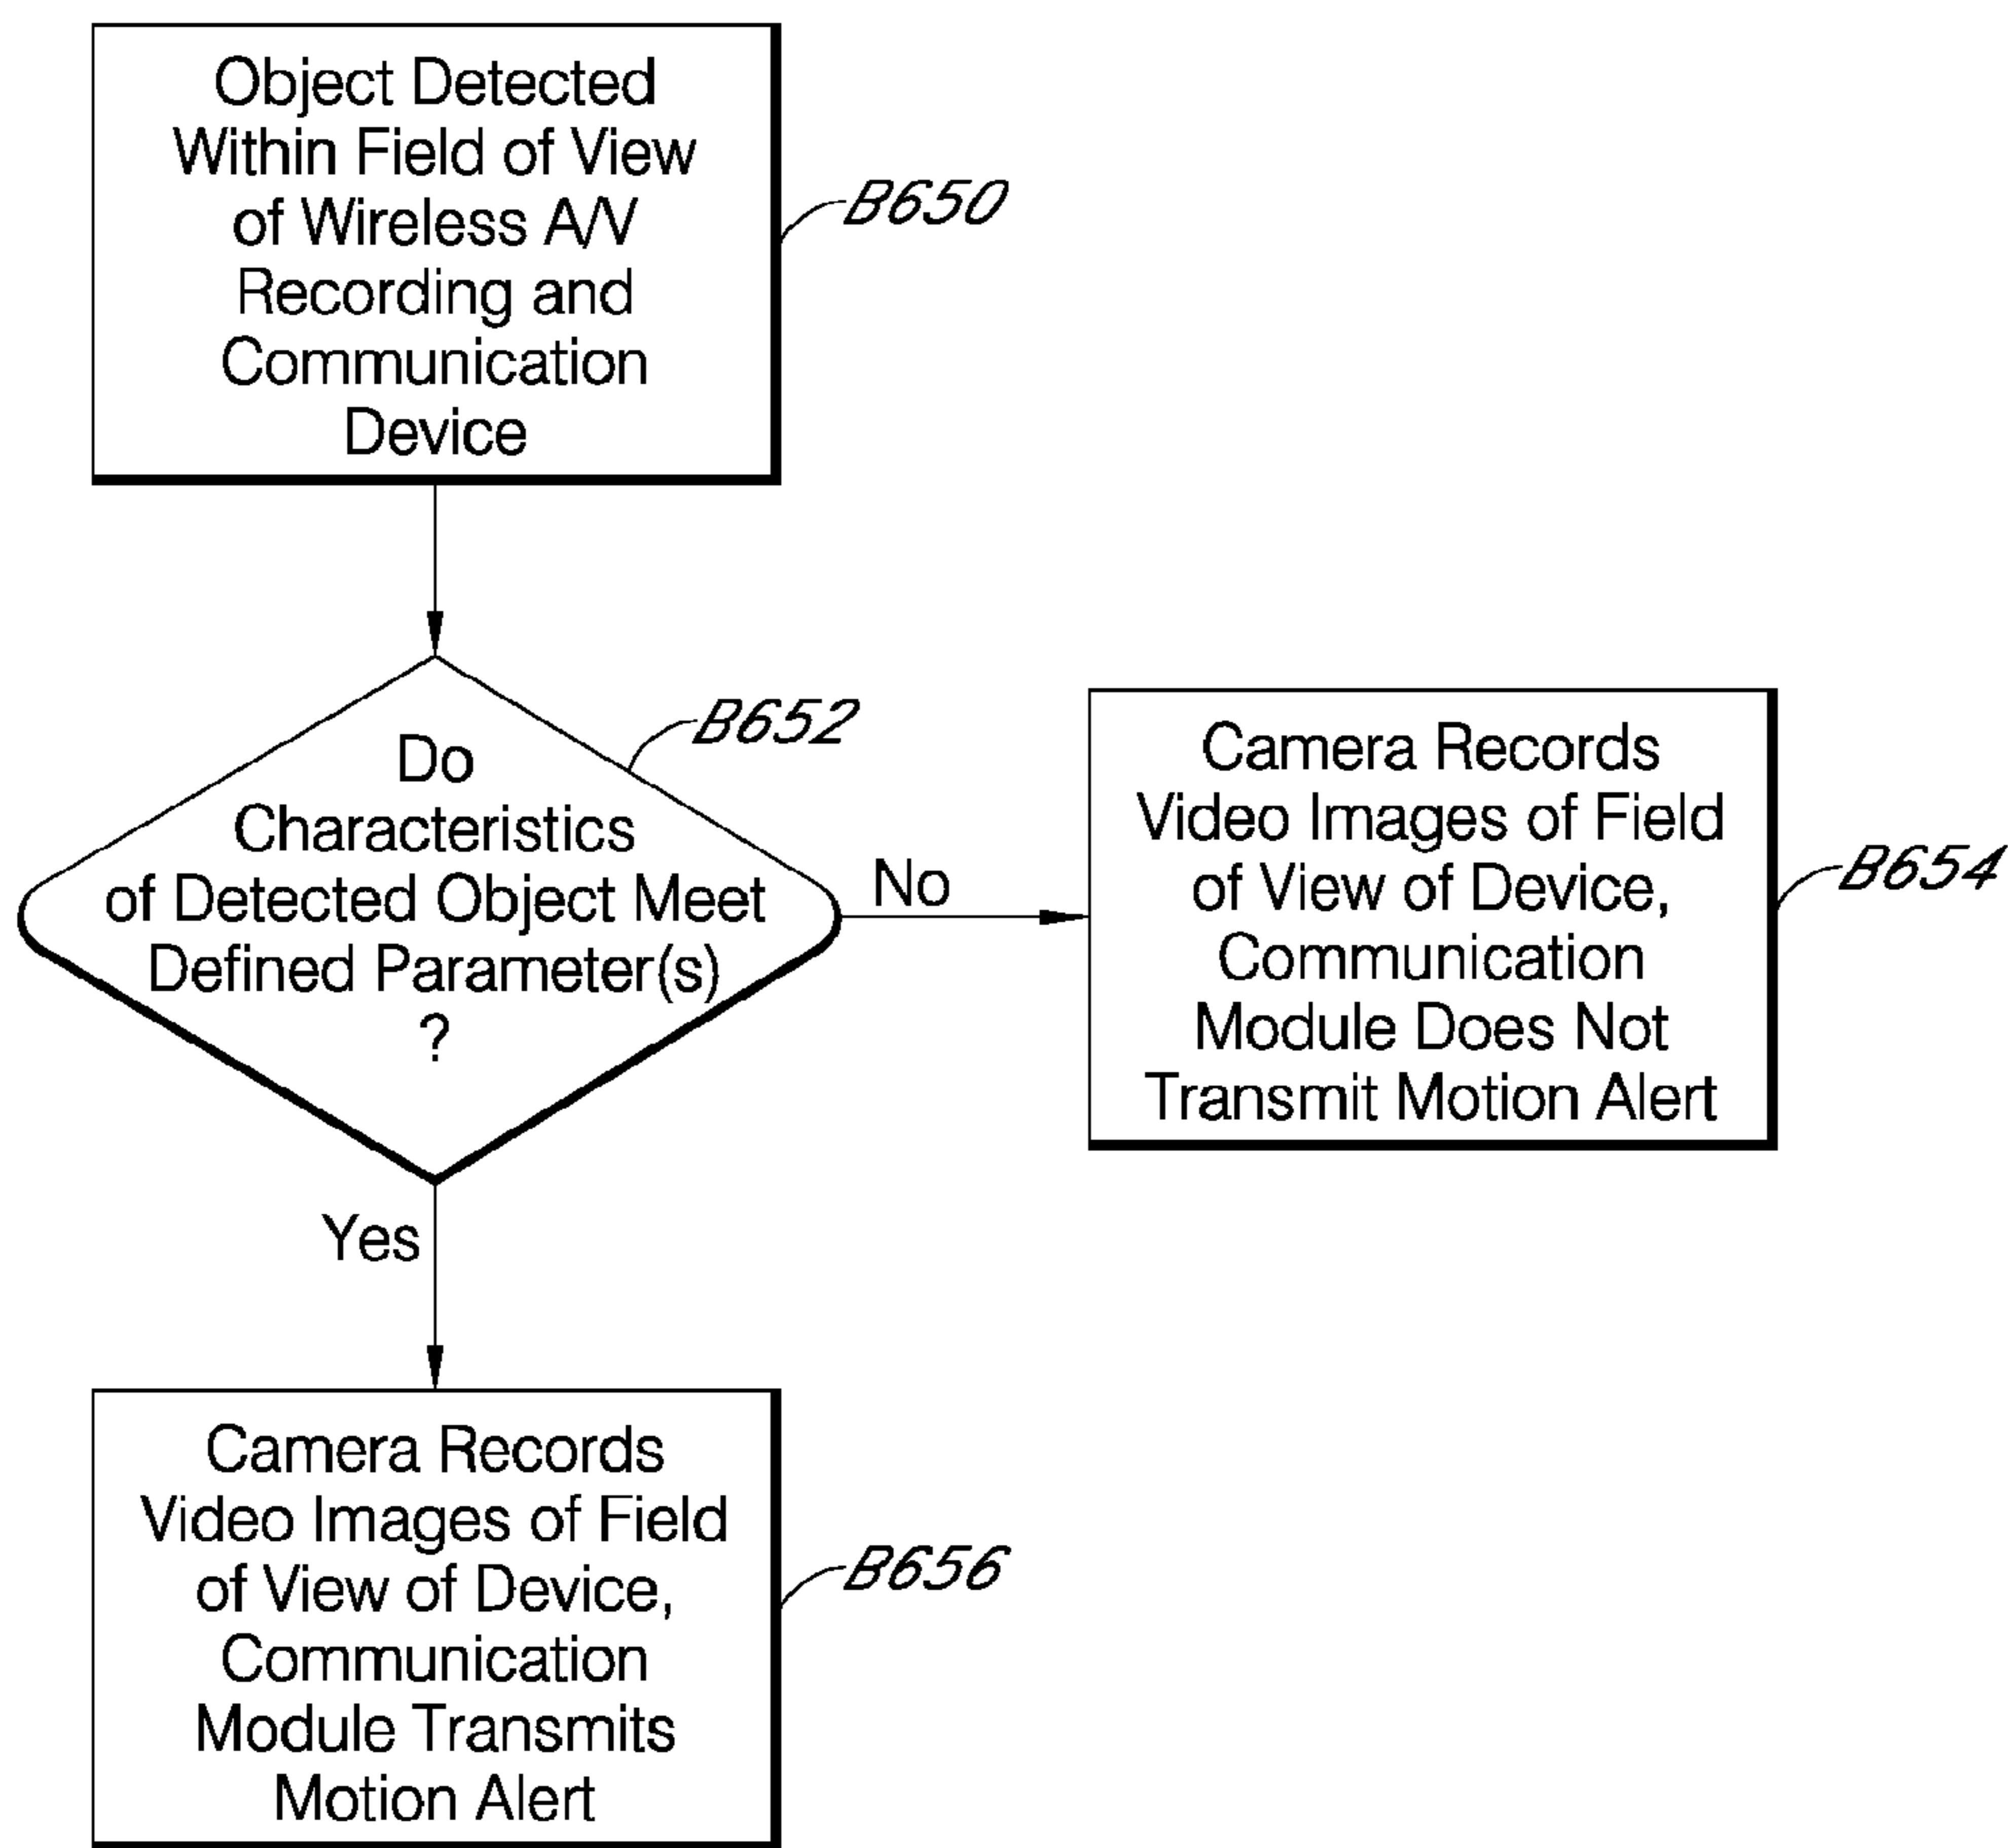 Object Detected
Within Field of View
of Wireless A/V
Recording and
Communication
Device
B650
Do
Characteristics
of Detected Object Meet
Defined Parameter(s)
?
B652
No
Camera Records
Video Images of Field
of View of Device,
Communication
Module Does Not
Transmit Motion Alert
B654
Yes
Camera Records
Video Images of Field
of View of Device,
Communication
Module Transmits
Motion Alert
B656